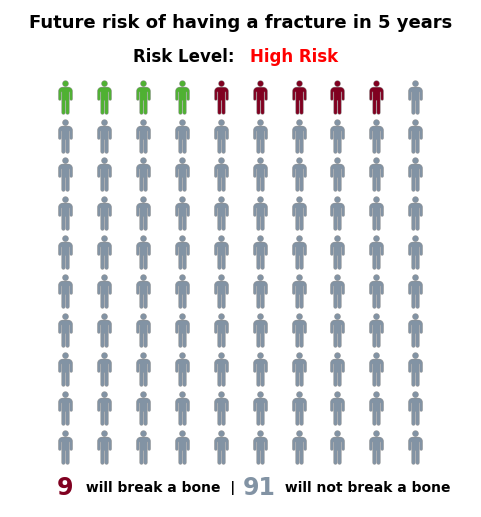 Future risk of having a fracture in 5 years
Risk Level: High Risk
9 will break a bone | 91 will not break a bone